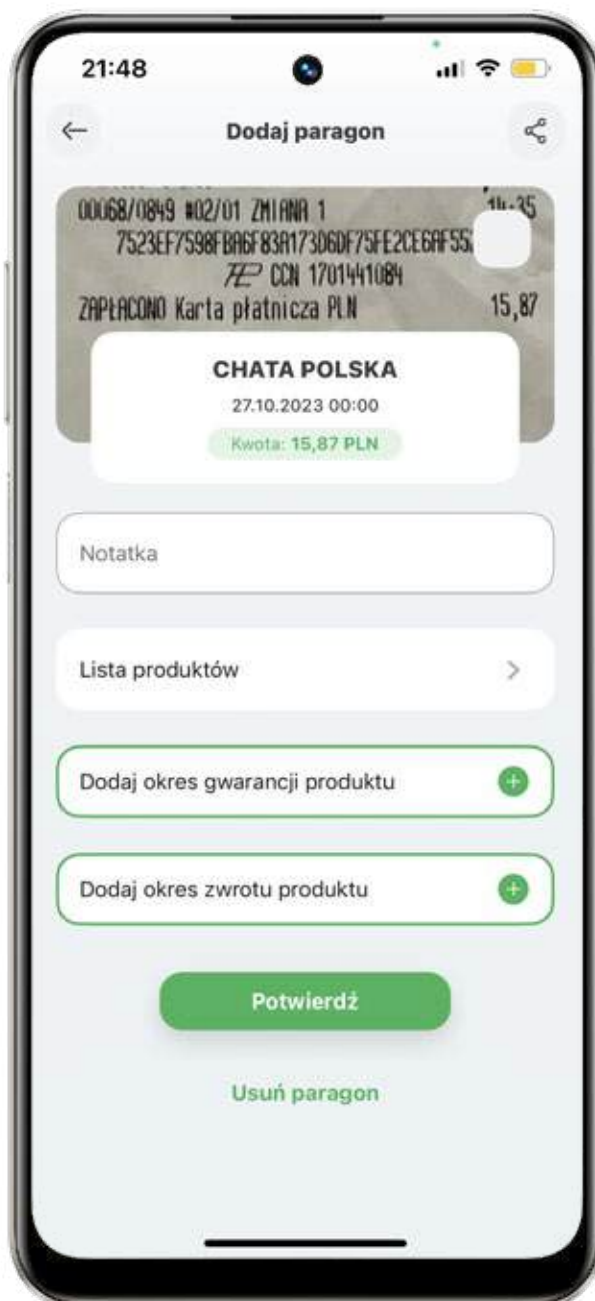 21:48
Dodaj paragon
00068/0849 #02/01 ZMIANA 1 14:35
CCN 1701441084
ZAPŁACONO Karta płatnicza PLN 15,87
CHATA POLSKA
27.10.2023 00:00
Kwota: 15,87 PLN
Notatka
Lista produktów
Dodaj okres gwarancji produktu
Dodaj okres zwrotu produktu
Potwierdź
Usuń paragon